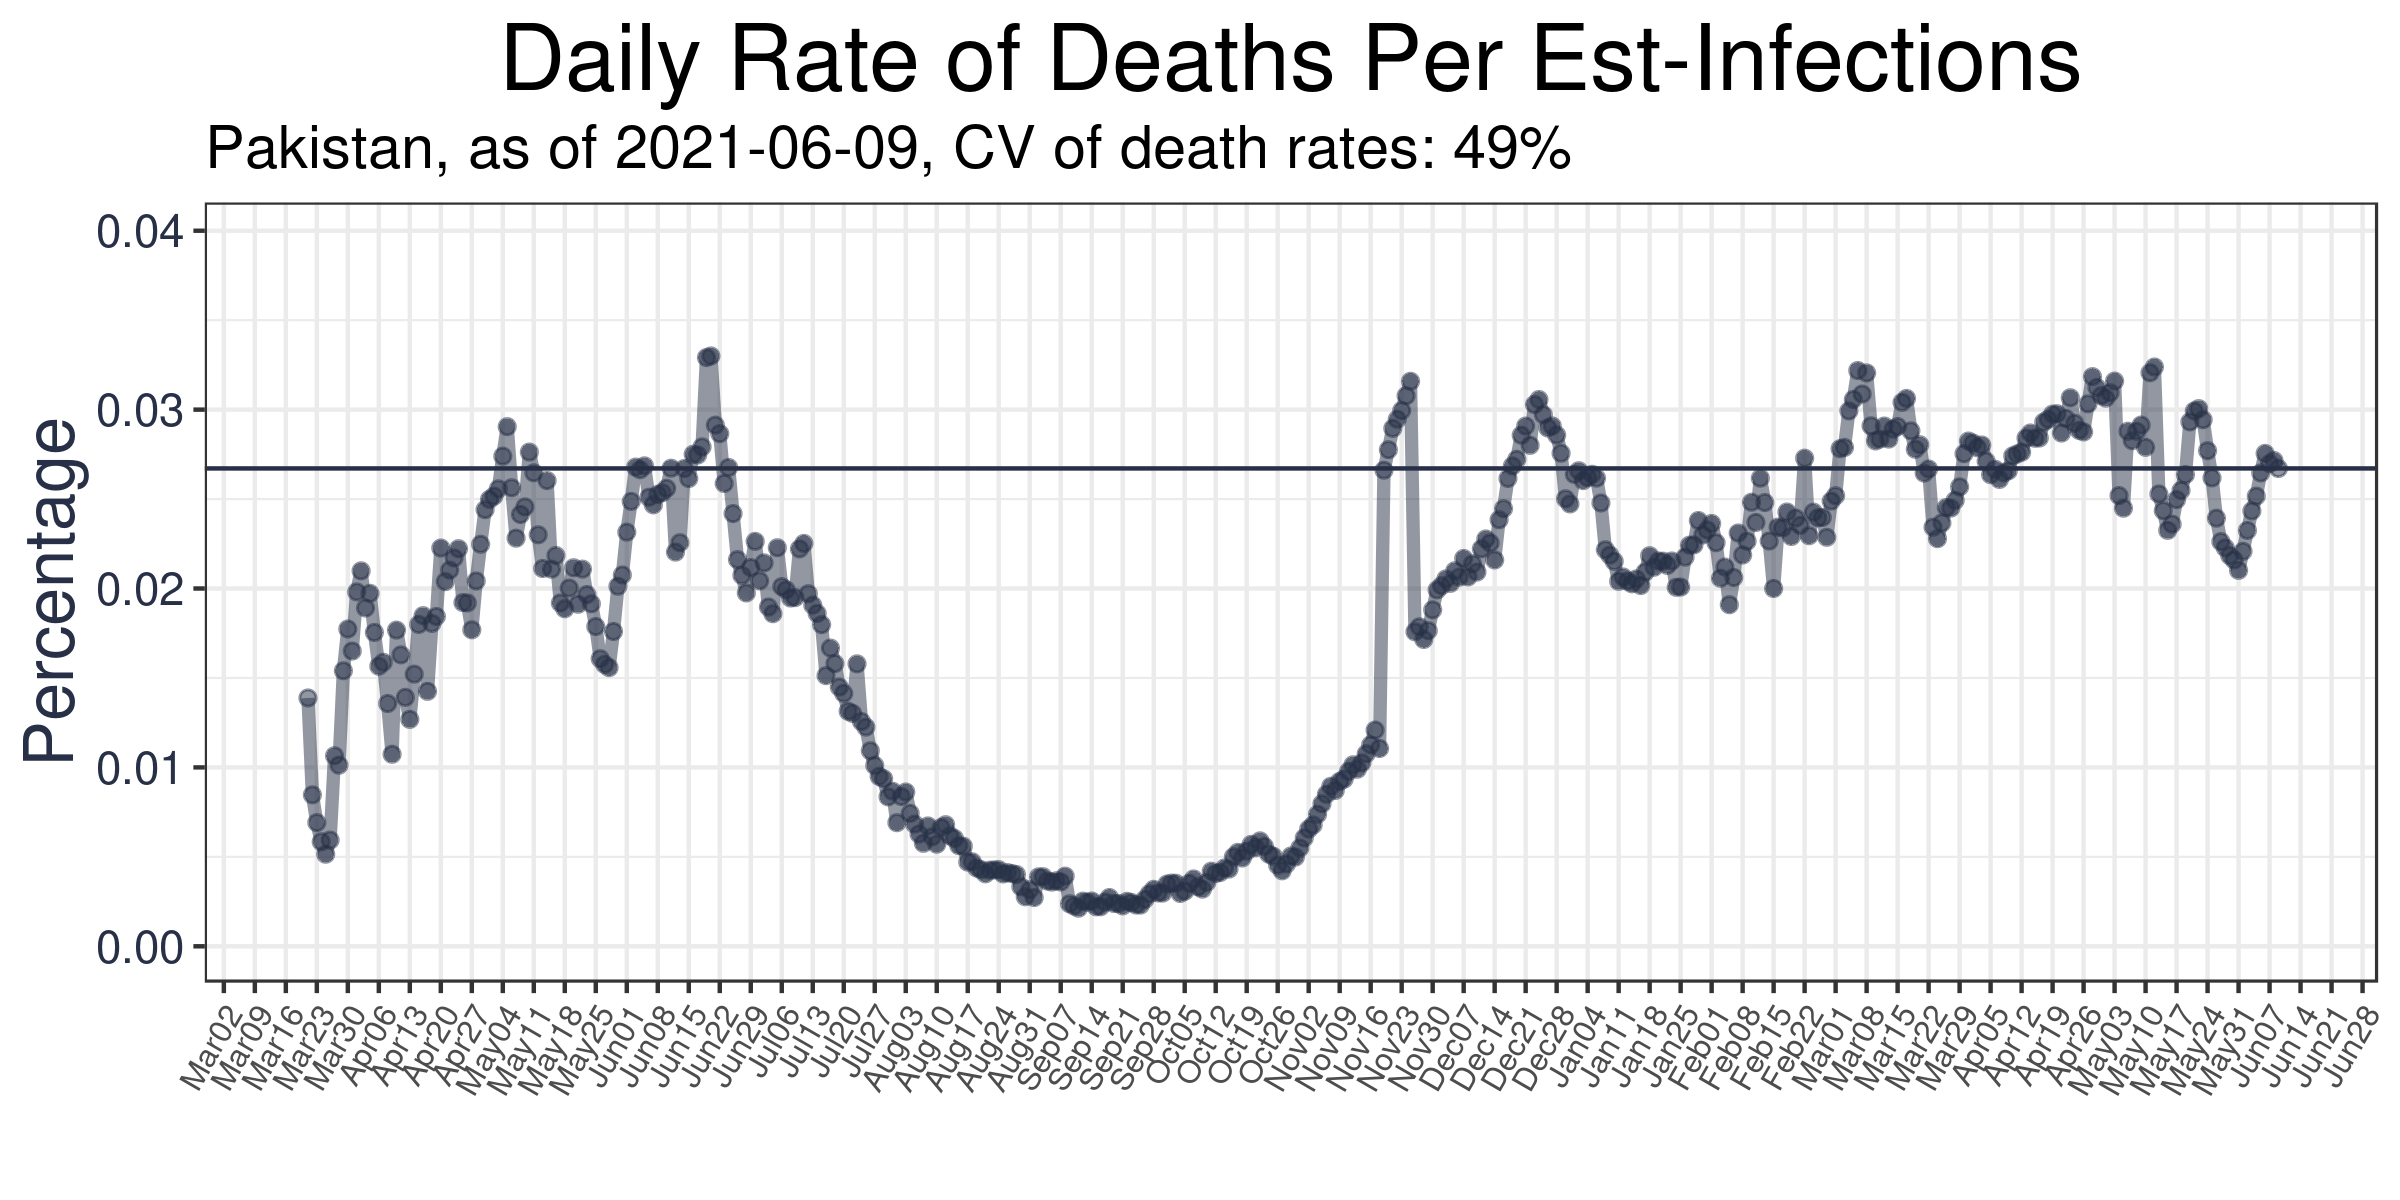 Daily Rate of Deaths Per Est-Infections
Pakistan, as of 2021-06-09, CV of death rates: 49%
Percentage
0.04
0.03
0.02
0.01
0.00
Mar02
Mar09
Mar16
Mar23
Mar30
Apr06
Apr13
Apr20
Apr27
May04
May11
May18
May25
Jun01
Jun08
Jun15
Jun22
Jun29
Jul06
Jul13
Jul20
Jul27
Aug03
Aug10
Aug17
Aug24
Aug31
Sep07
Sep14
Sep21
Sep28
Oct05
Oct12
Oct19
Oct26
Nov02
Nov09
Nov16
Nov23
Nov30
Dec07
Dec14
Dec21
Dec28
Jan04
Jan11
Jan18
Jan25
Feb01
Feb08
Feb15
Feb22
Mar01
Mar08
Mar15
Mar22
Mar29
Apr05
Apr12
Apr19
Apr26
May03
May10
May17
May24
May31
Jun07
Jun14
Jun21
Jun28